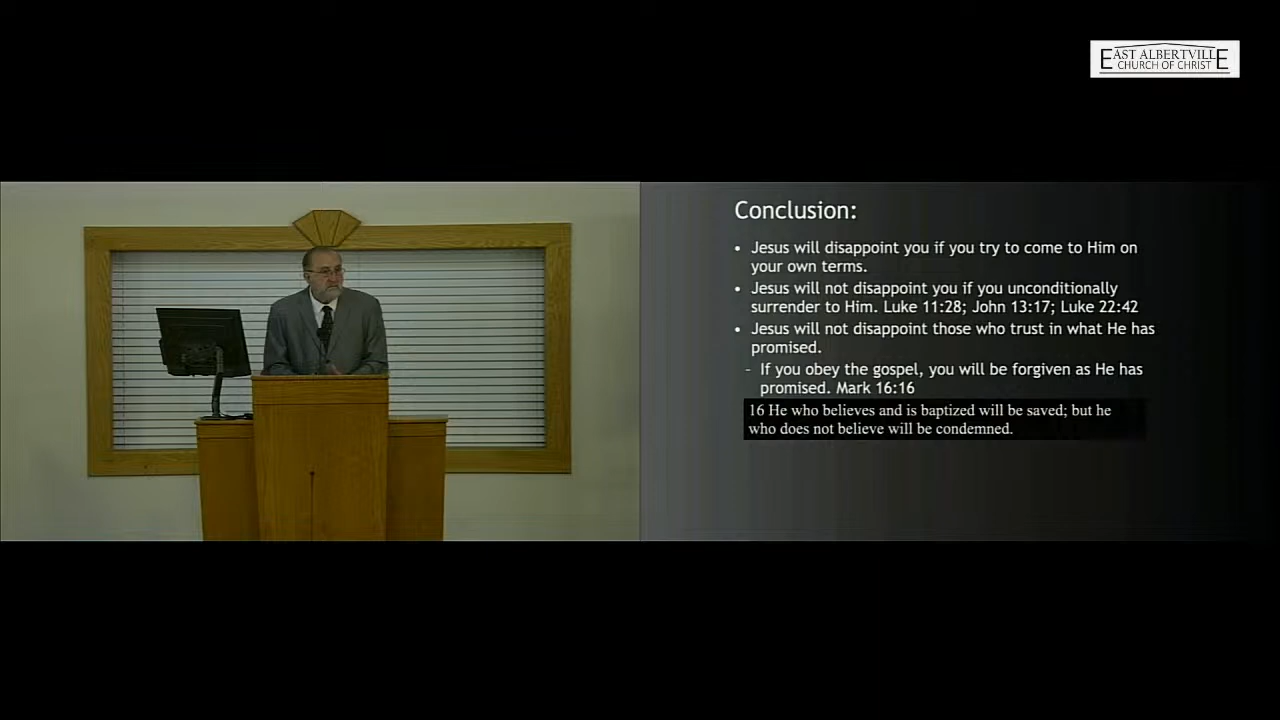 EAST ALBERTVILLE
CHURCH OF CHRIST
Conclusion:
• Jesus will disappoint you if you try to come to Him on
your own terms.
• Jesus will not disappoint you if you unconditionally
surrender to Him. Luke 11:28; John 13:17; Luke 22:42
• Jesus will not disappoint those who trust in what He has
promised.
– If you obey the gospel, you will be forgiven as He has
promised. Mark 16:16
16 He who believes and is baptized will be saved; but he
who does not believe will be condemned.